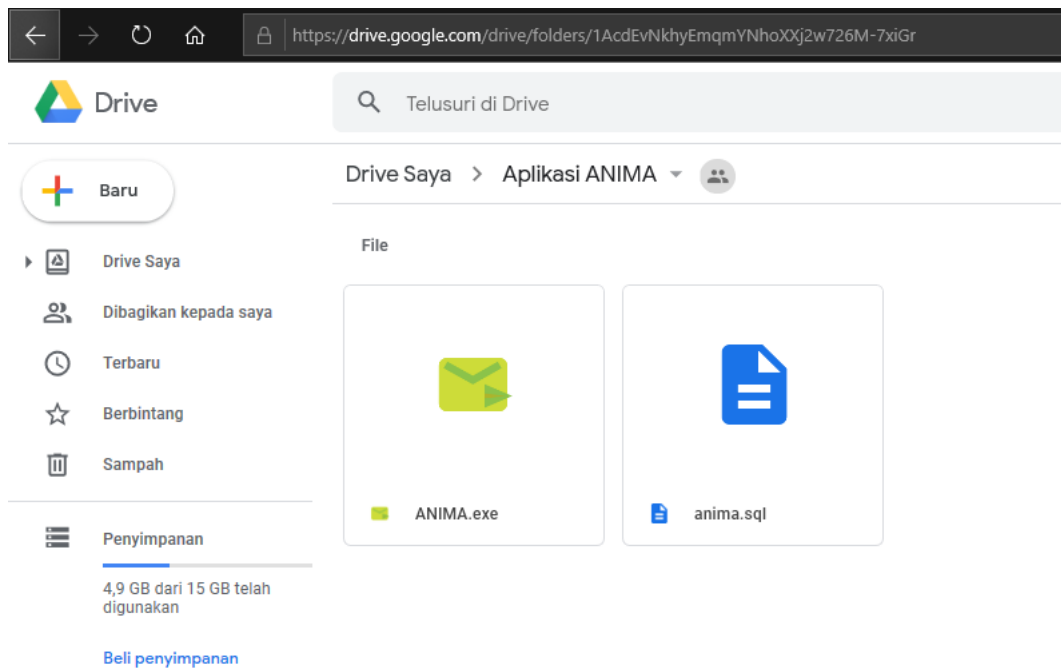 https://drive.google.com/drive/folders/1AcdEvNkhyEmqmYNhoXXj2w726M-7xiGr
Drive
Telusuri di Drive
Baru
Drive Saya > Aplikasi ANIMA
File
Drive Saya
Dibagikan kepada saya
Terbaru
Berbintang
Sampah
ANIMA.exe
anima.sql
Penyimpanan
4,9 GB dari 15 GB telah
digunakan
Beli penyimpanan